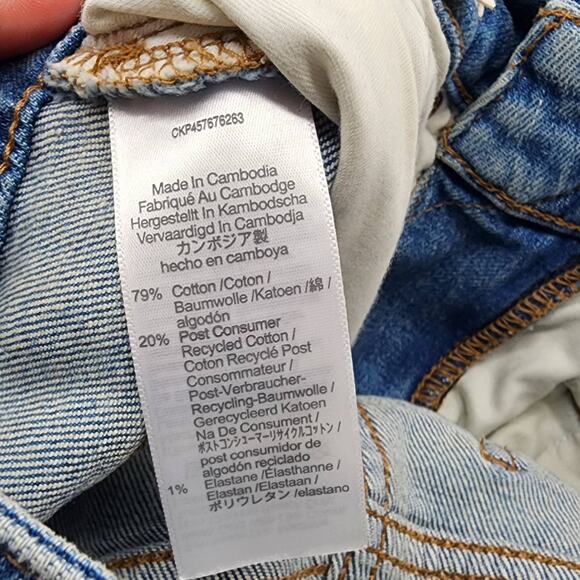 CKP457676263
Made In Cambodia
Fabriqué Au Cambodge
Hergestellt In Kambodscha
Vervaardigd In Cambodja
カンボジア製
hecho en camboya
79% Cotton /Coton /
Baumwolle /Katoen /綿 /
algodón
20% Post Consumer
Recycled Cotton /
Coton Recyclé Post
Consommateur /
Post-Verbraucher-
Recycling-Baumwolle /
Gerecycleerd Katoen
Na De Consument /
ポストコンシューマーリサイクルコットン /
post consumidor de
algodón reciclado
1% Elastane /Élasthanne /
Elastan /Elastaan /
ポリウレタン /elastano